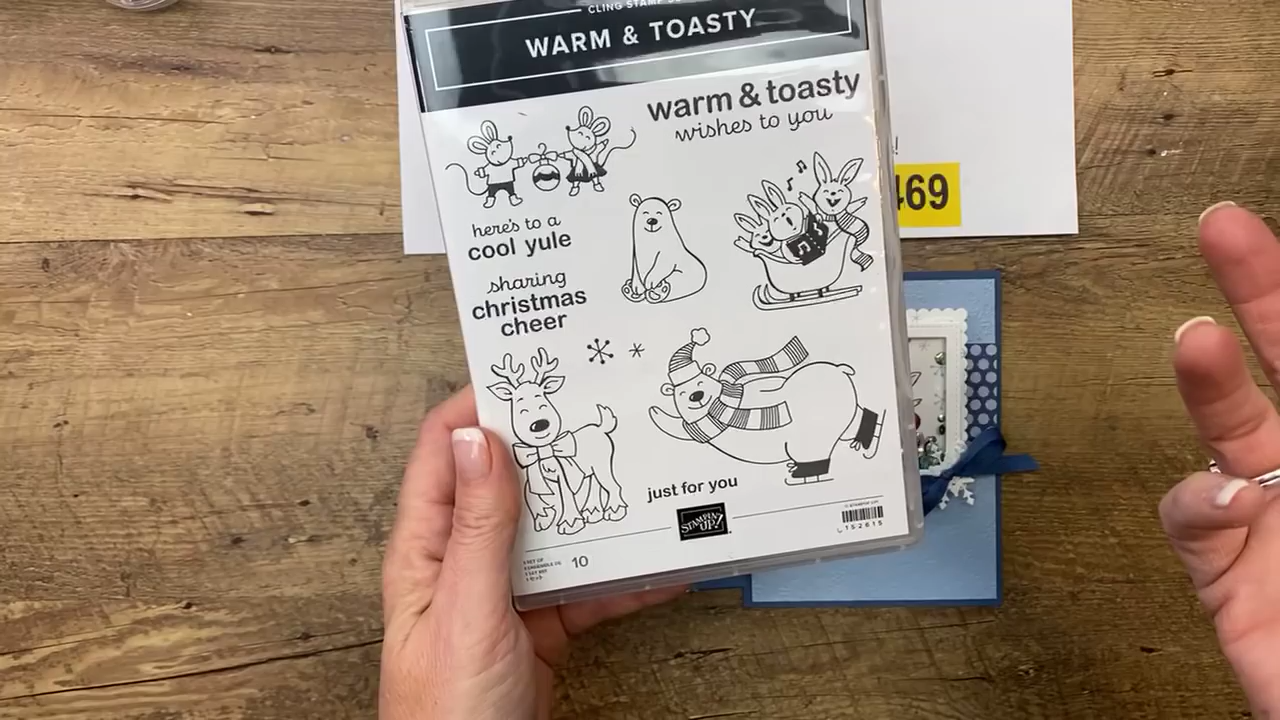 CLING STAMP
WARM & TOASTY
warm & toasty
wishes to you
here's to a
cool yule
sharing
christmas
cheer
just for you
STAMPIN' UP!
152615
10
469